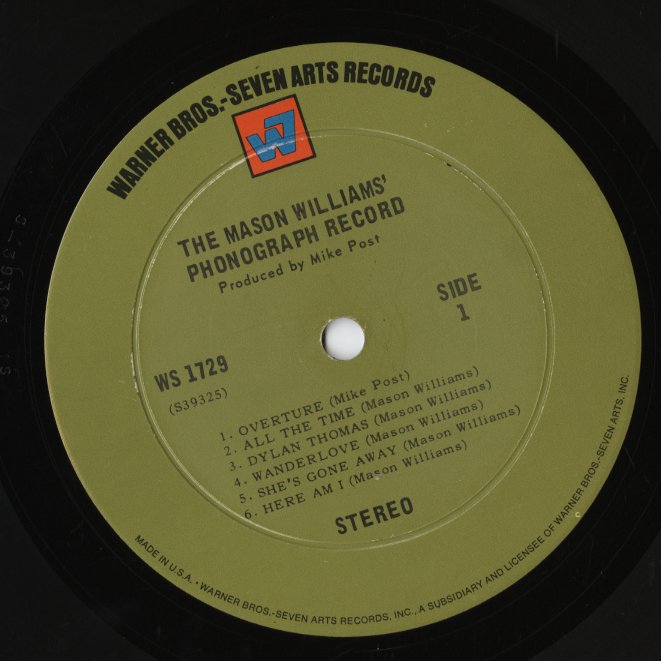 WARNER BROS.-SEVEN ARTS RECORDS
W7
THE MASON WILLIAMS'
PHONOGRAPH RECORD
Produced by Mike Post
SIDE
1
WS 1729
(S39325)
1. OVERTURE (Mike Post)
2. ALL THE TIME (Mason Williams)
3. DYLAN THOMAS (Mason Williams)
4. WANDERLOVE (Mason Williams)
5. SHE'S GONE AWAY (Mason Williams)
6. HERE AM I (Mason Williams)
STEREO
MADE IN U.S.A. • WARNER BROS.-SEVEN ARTS RECORDS, INC., A SUBSIDIARY AND LICENSEE OF WARNER BROS.-SEVEN ARTS, INC.